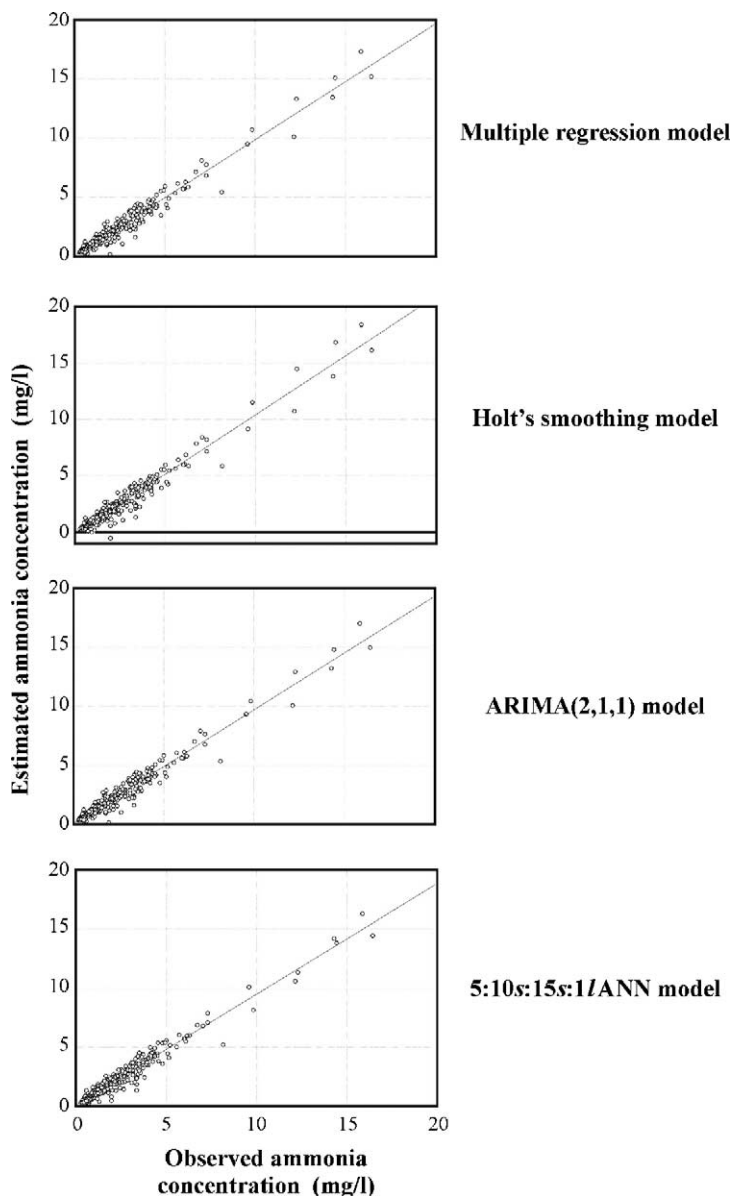 Estimated ammonia concentration (mg/l)
20
15
10
5
0
Multiple regression model
20
15
10
5
0
Holt's smoothing model
20
15
10
5
0
ARIMA(2,1,1) model
20
15
10
5
0
5:10s:15s:1l ANN model
0 5 10 15 20
Observed ammonia
concentration (mg/l)